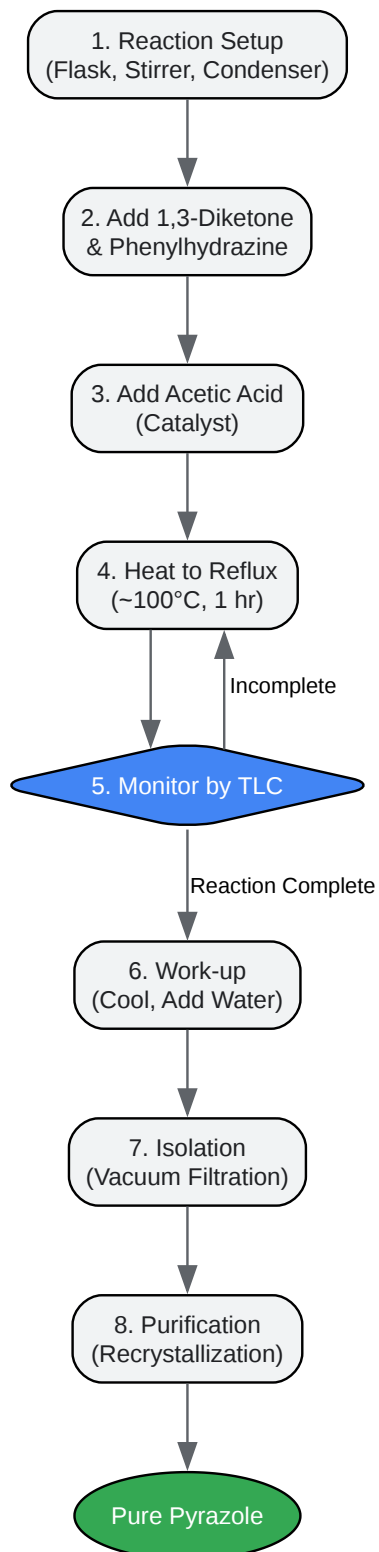 1. Reaction Setup
(Flask, Stirrer, Condenser)
2. Add 1,3-Diketone
& Phenylhydrazine
3. Add Acetic Acid
(Catalyst)
4. Heat to Reflux
(~100°C, 1 hr)
Incomplete
5. Monitor by TLC
Reaction Complete
6. Work-up
(Cool, Add Water)
7. Isolation
(Vacuum Filtration)
8. Purification
(Recrystallization)
Pure Pyrazole